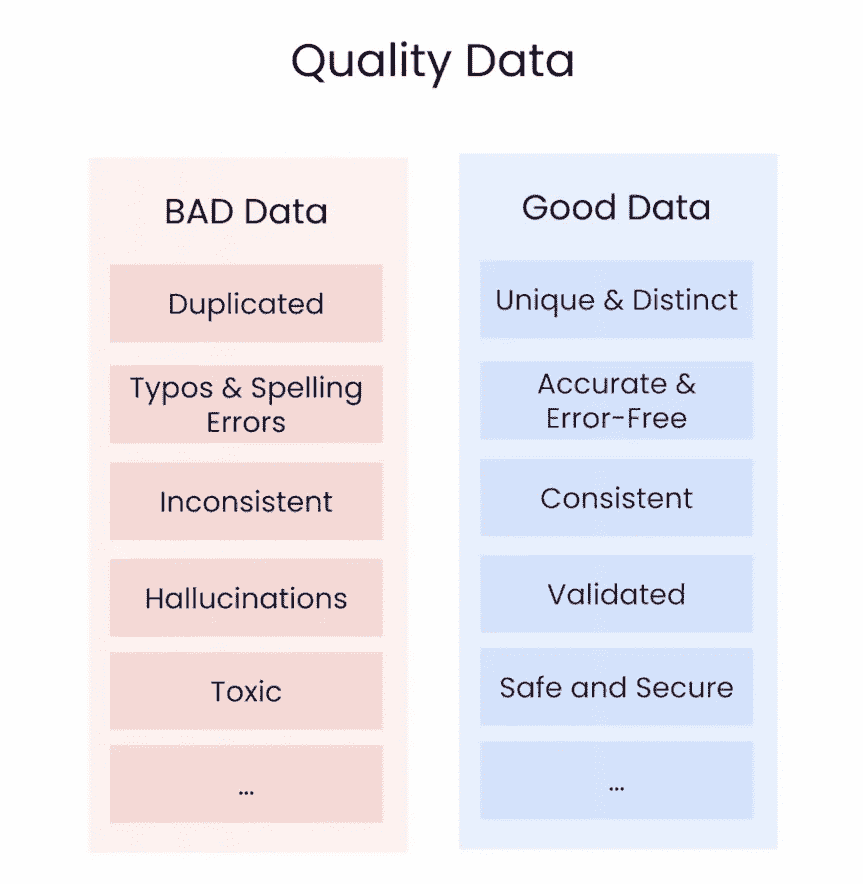 Quality Data
BAD Data
Duplicated
Typos & Spelling
Errors
Inconsistent
Hallucinations
Toxic
...
Good Data
Unique & Distinct
Accurate &
Error-Free
Consistent
Validated
Safe and Secure
...